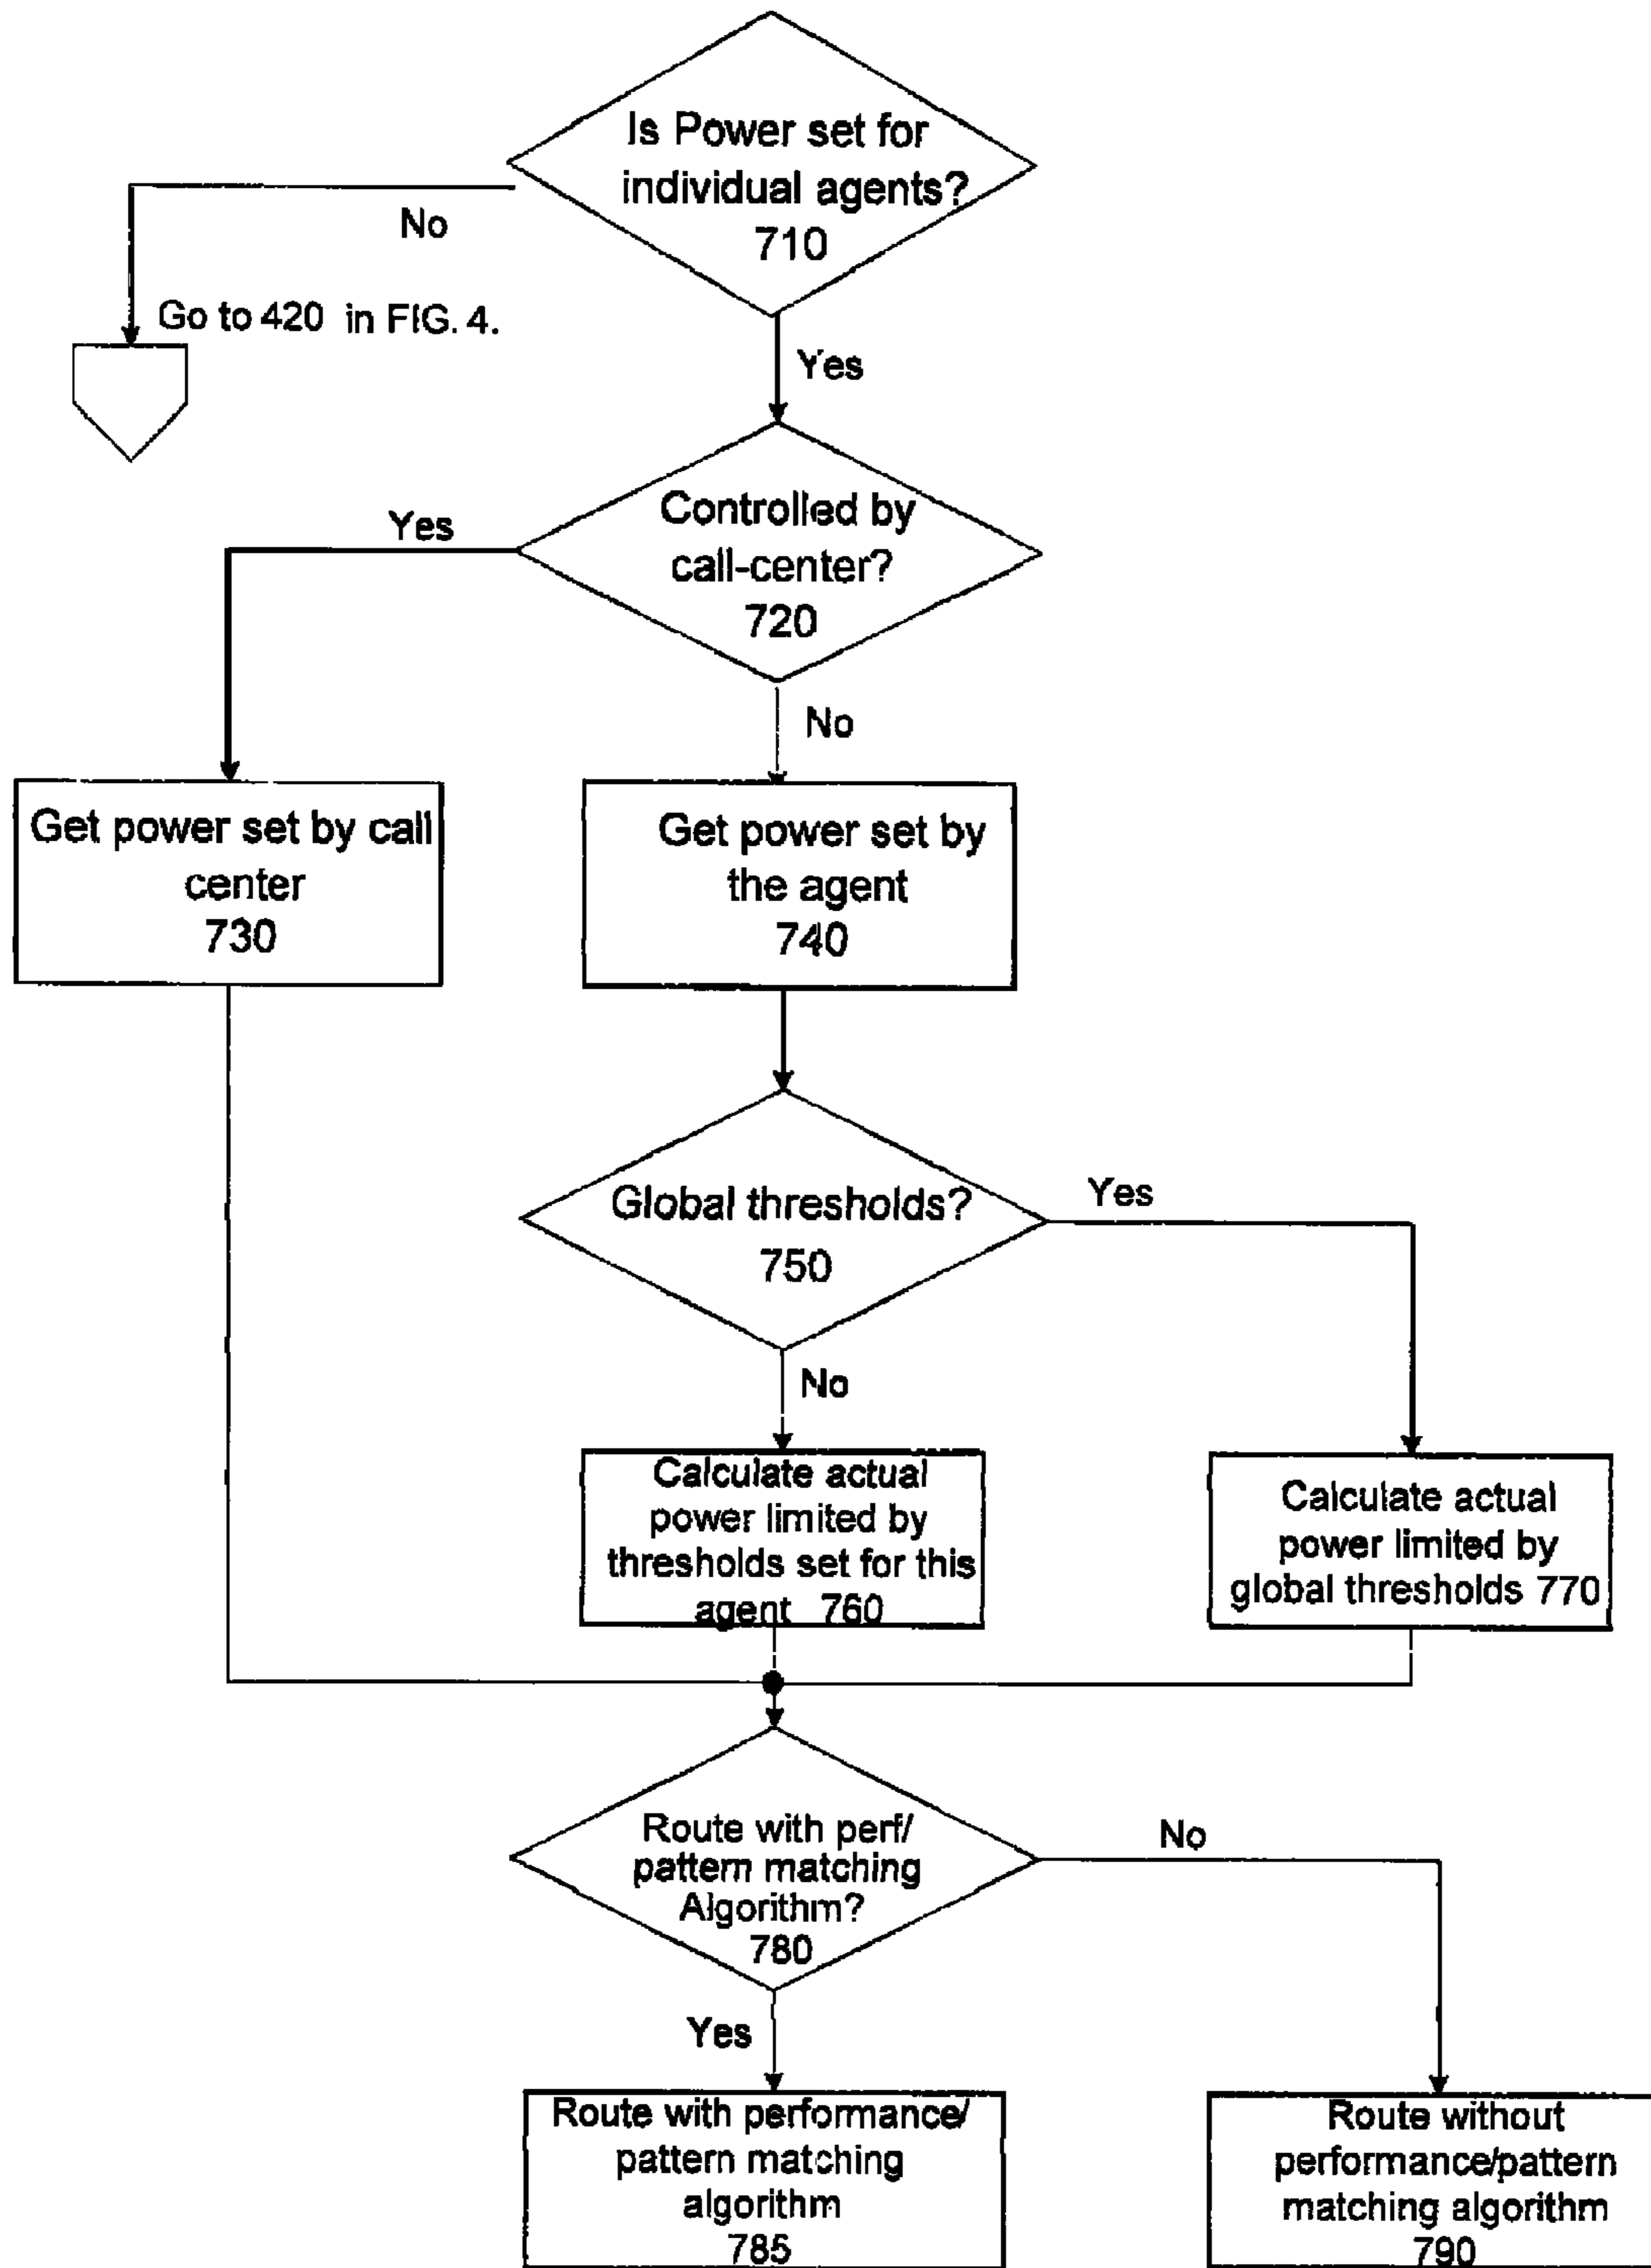 Is Power set for
individual agents?
710
No
Go to 420 in FIG. 4.
Yes
Controlled by
call-center?
720
Yes
No
Get power set by call
center
730
Get power set by
the agent
740
Global thresholds?
750
Yes
No
Calculate actual
power limited by
thresholds set for this
agent 760
Calculate actual
power limited by
global thresholds 770
Route with perf/
pattern matching
Algorithm?
780
No
Yes
Route with performance/
pattern matching
algorithm
785
Route without
performance/pattern
matching algorithm
790